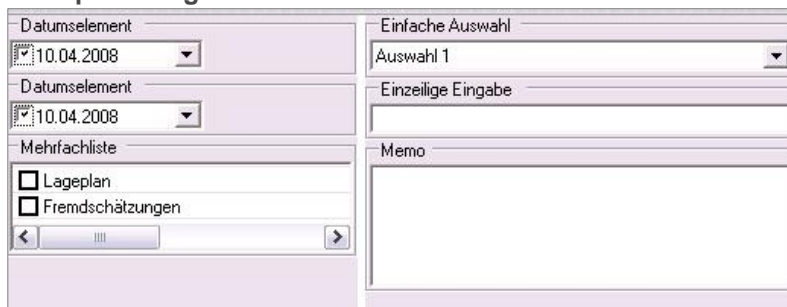 Datumselement
10.04.2008
Datumselement
10.04.2008
Mehrfachliste
Lageplan
Fremdschätzungen
Einfache Auswahl
Auswahl 1
Einzeilige Eingabe
Memo